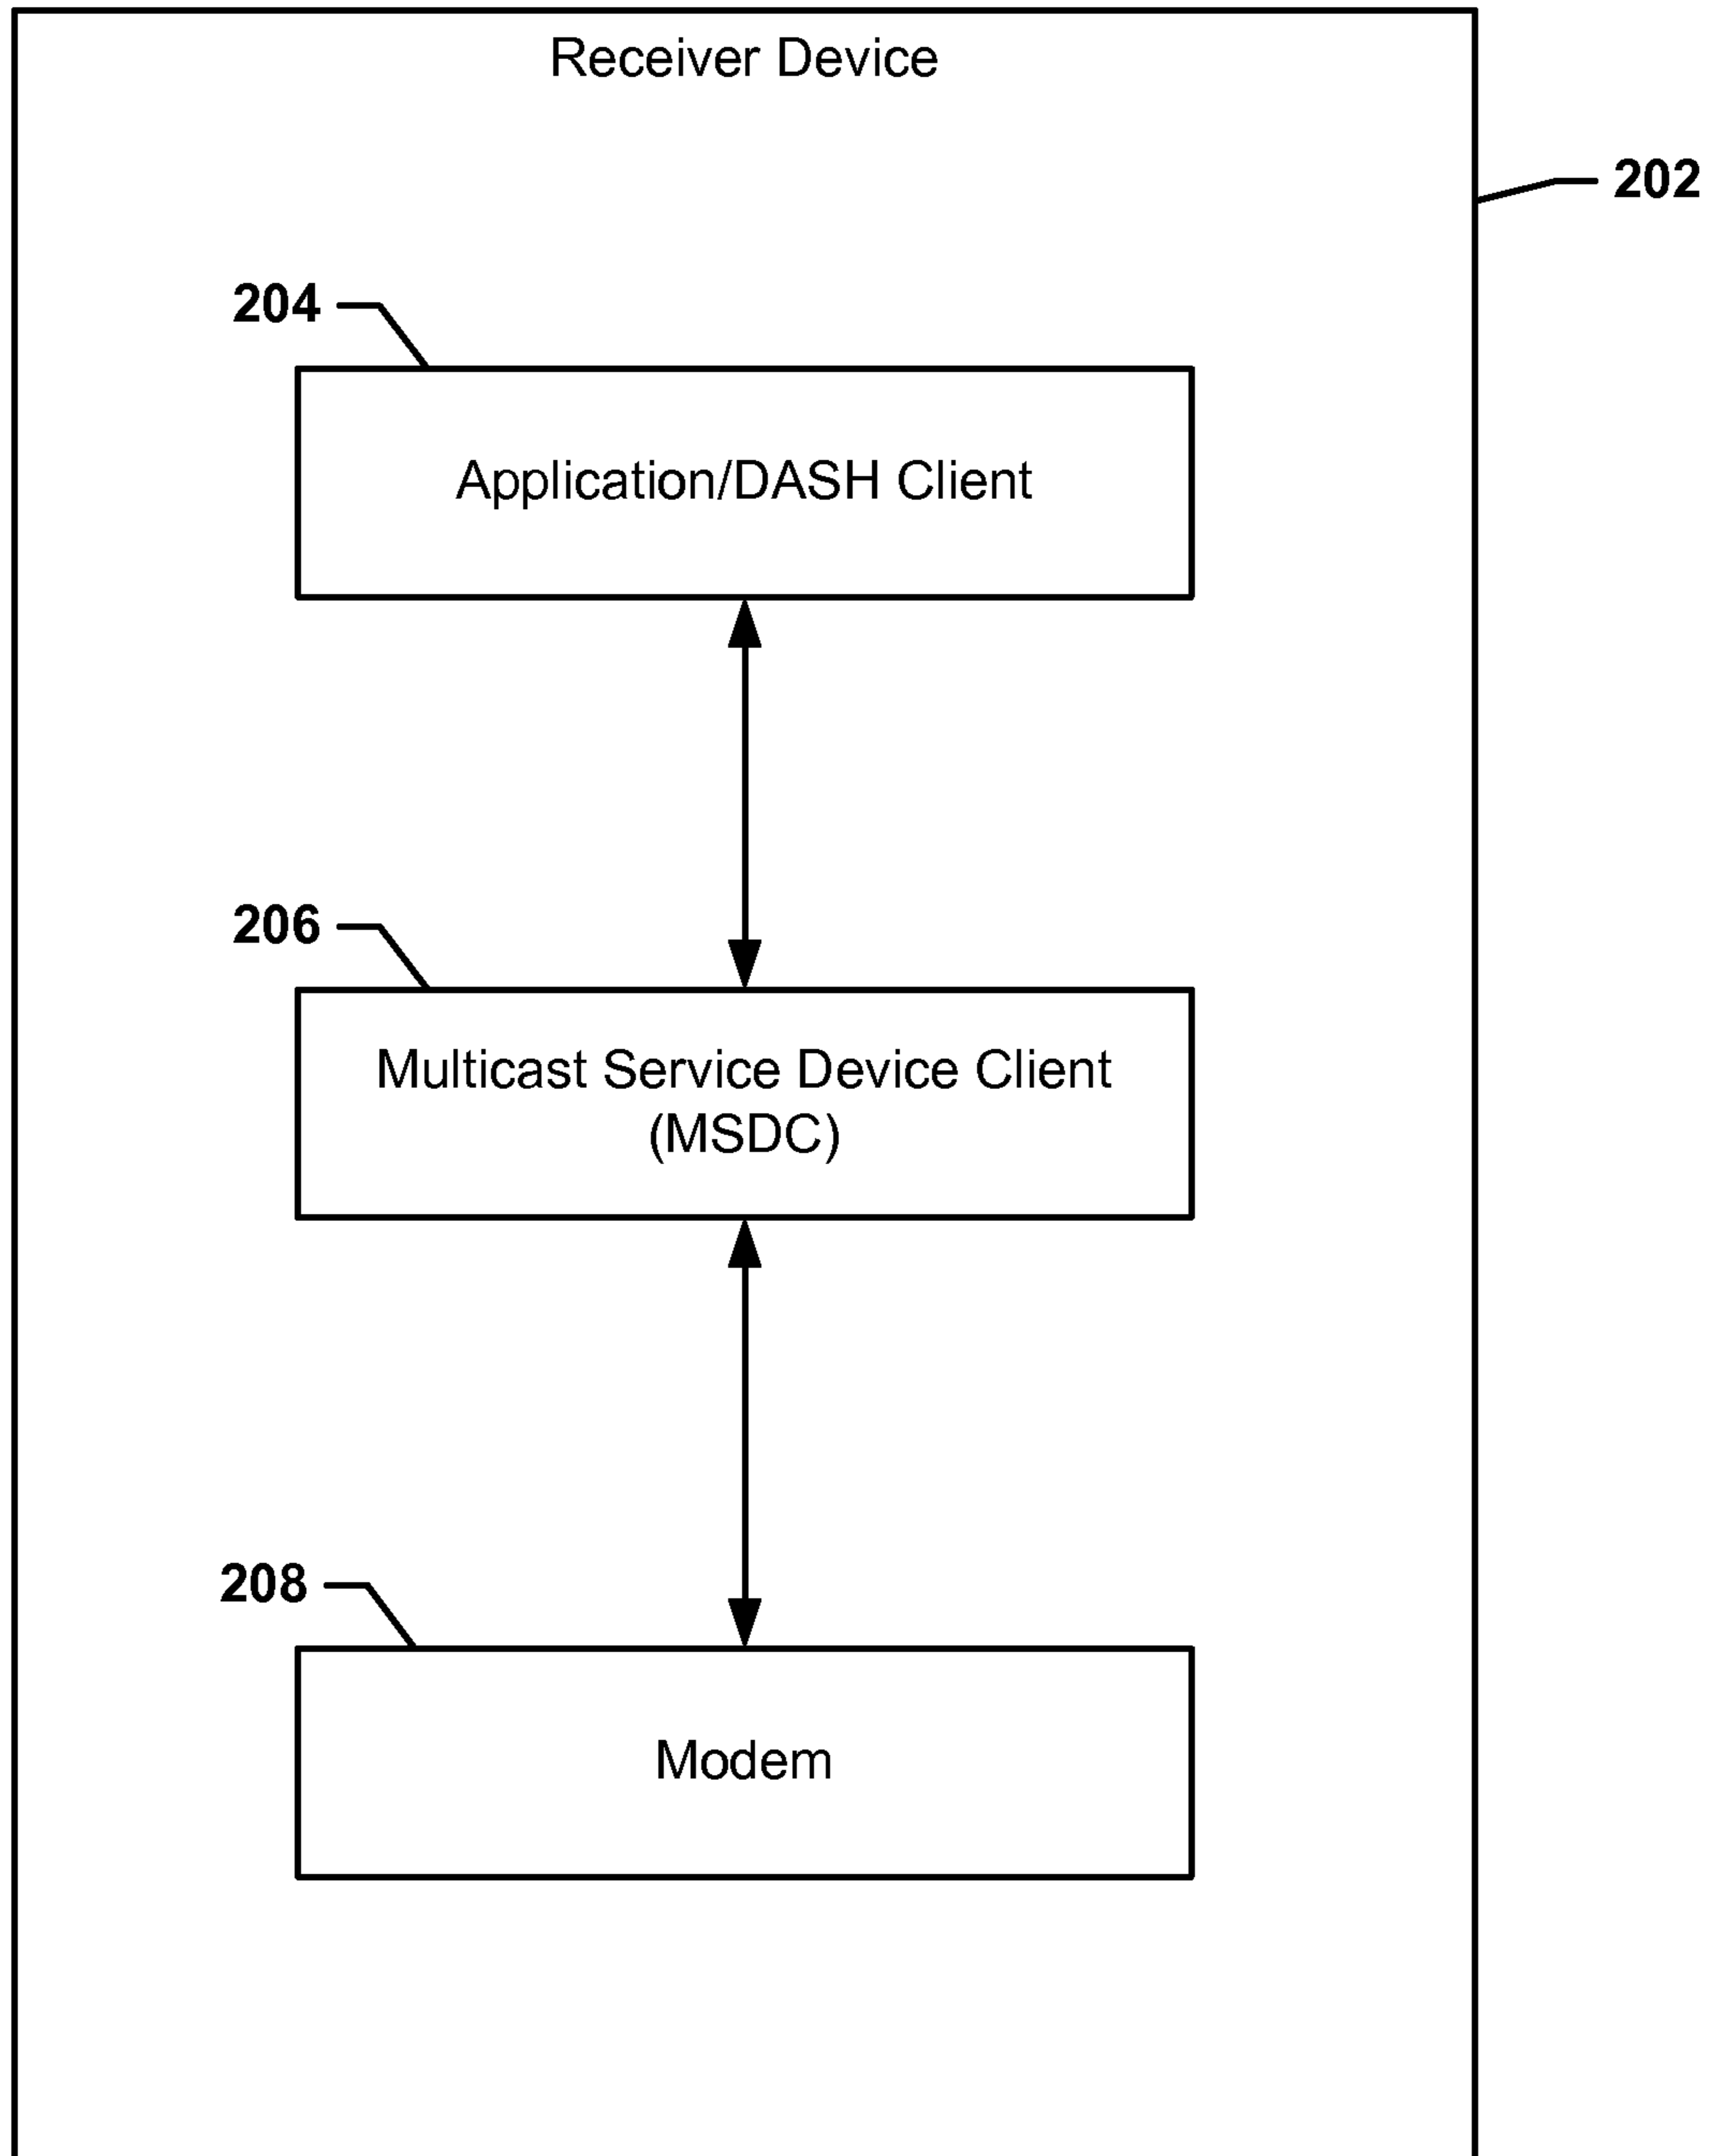 Receiver Device
202
204
Application/DASH Client
206
Multicast Service Device Client
(MSDC)
208
Modem